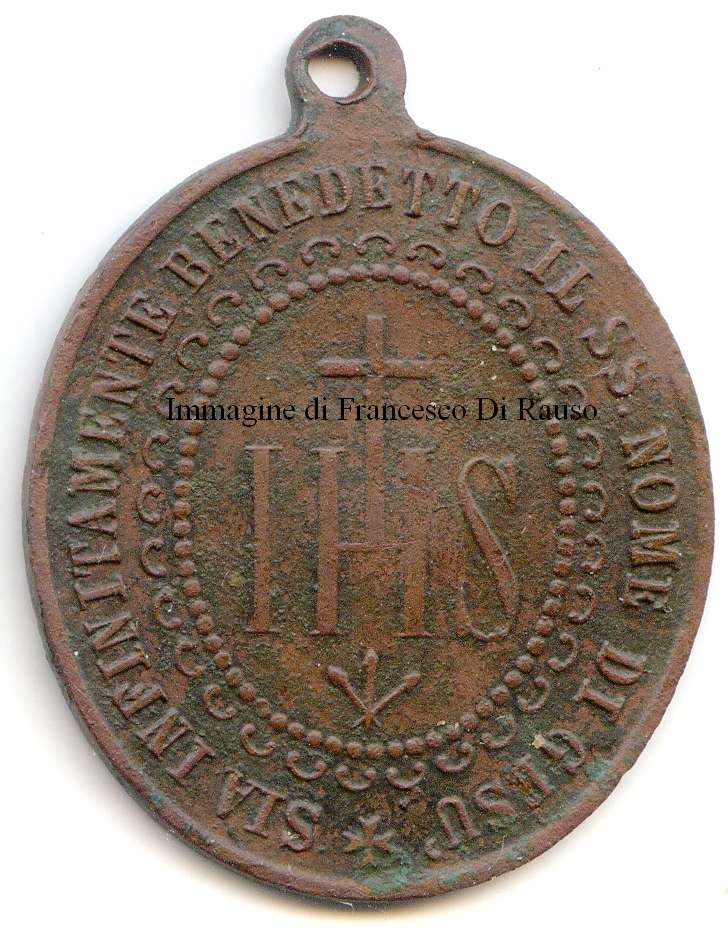 SIA INFINITAMENTE BENEDETTO IL SS. NOME DI GESU'
Immagine di Francesco Di Rauso
IHS